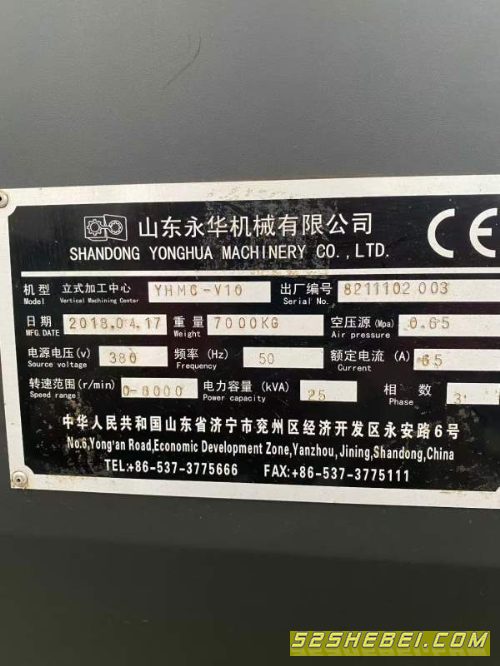 山东永华机械有限公司
SHANDONG YONGHUA MACHINERY CO.,LTD.
CE
机型 立式加工中心 YHMC-V10 出厂编号 8211102 003
Model Vertical Machining Center Serial No.
日期 2018.04.17 重量 7000KG 空压源(Mpa) 0.65
MFG.DATE Weight Air pressure
电源电压(v) 380 频率(Hz) 50 额定电流(A) 65
Source voltage Frequency Current
转速范围(r/min) 0-8000 电力容量(kVA) 25 相数 3
Speed range Power capacity Phase
中华人民共和国山东省济宁市兖州区经济开发区永安路6号
No.6,Yong'an Road,Economic Development Zone,Yanzhou,Jining,Shandong,China
TEL:+86-537-3775666 FAX:+86-537-3775111
52SHEBEI.COM